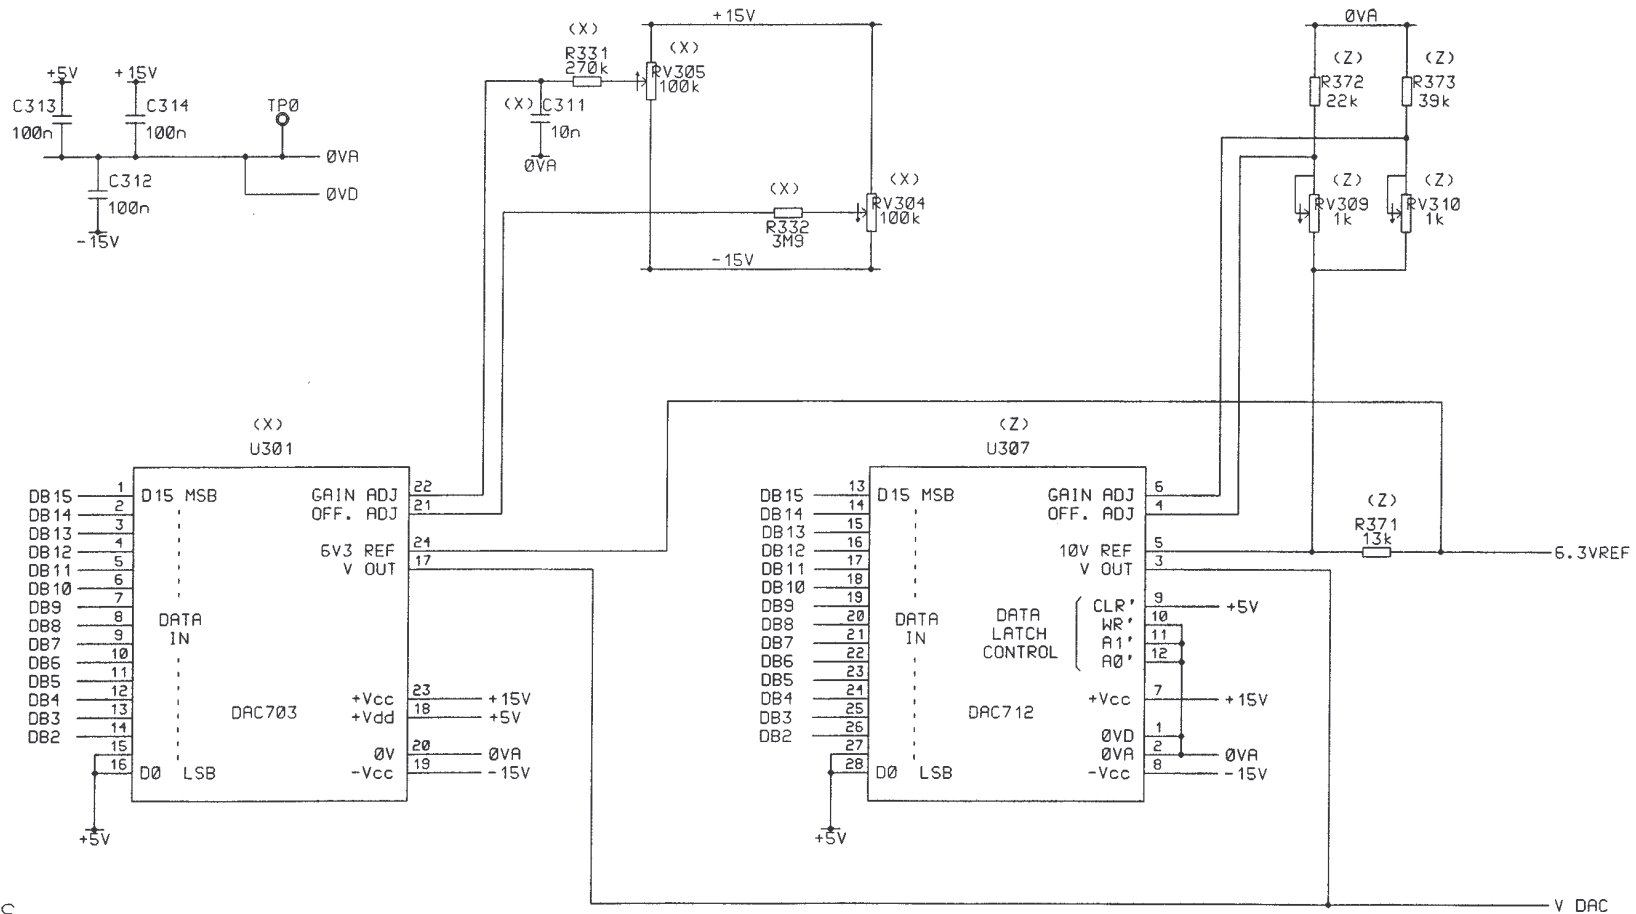 +5V
C313
100n
+15V
C314
100n
TP0
0VA
0VD
C312
100n
-15V
(X)
R331
270k
(X)
RV305
100k
(X) C311
10n
0VA
+15V
(X)
R332
3M9
(X)
RV304
100k
-15V
0VA
(Z)
R372
22k
(Z)
R373
39k
(Z)
RV309
1k
(Z)
RV310
1k
(X)
U301
DB15 1 D15 MSB
DB14 2
DB13 3
DB12 4
DB11 5
DB10 6
DB9 7
DB8 8
DB7 9
DB6 10
DB5 11
DB4 12
DB3 13
DB2 14
15
16 D0 LSB
+5V
DATA
IN
DAC703
GAIN ADJ 22
OFF. ADJ 21
6V3 REF 24
V OUT 17
+Vcc 23 +15V
+Vdd 18 +5V
0V 20 0VA
-Vcc 19 -15V
(Z)
U307
DB15 13 D15 MSB
DB14 14
DB13 15
DB12 16
DB11 17
DB10 18
DB9 19
DB8 20
DB7 21
DB6 22
DB5 23
DB4 24
DB3 25
DB2 26
27
28 D0 LSB
+5V
DATA
IN
DAC712
GAIN ADJ 6
OFF. ADJ 4
10V REF 5
V OUT 3
DATA
LATCH
CONTROL
CLR' 9 +5V
WR' 10
A1' 11
A0' 12
+Vcc 7 +15V
0VD 1
0VA 2 0VA
-Vcc 8 -15V
(Z)
R371
13k
6.3VREF
V DAC